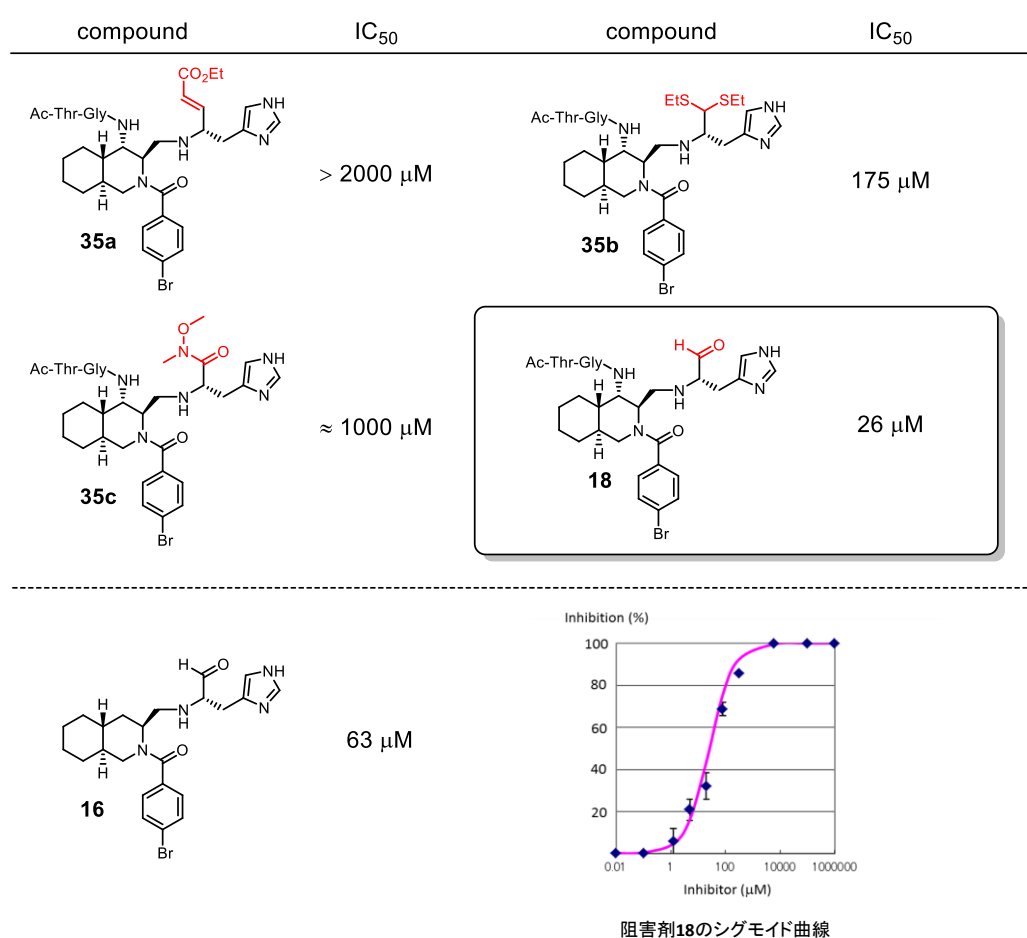 compound IC50 compound IC50
CO2Et
Ac-Thr-Gly
NH
N
H
NH
N
H
N
O
H
35a
Br
> 2000 μM
EtS SEt
Ac-Thr-Gly
NH
N
H
NH
N
H
N
O
H
35b
Br
175 μM
O
N
O
Ac-Thr-Gly
NH
N
H
NH
N
H
N
O
H
35c
Br
≈ 1000 μM
H O
Ac-Thr-Gly
NH
N
H
NH
N
H
N
O
H
18
Br
26 μM
H O
NH
N
N
H
H
N
O
H
16
Br
63 μM
Inhibition (%)
100
80
60
40
20
0.01 1 100 10000 1000000
Inhibitor (μM)
阻害剤18のシグモイド曲線